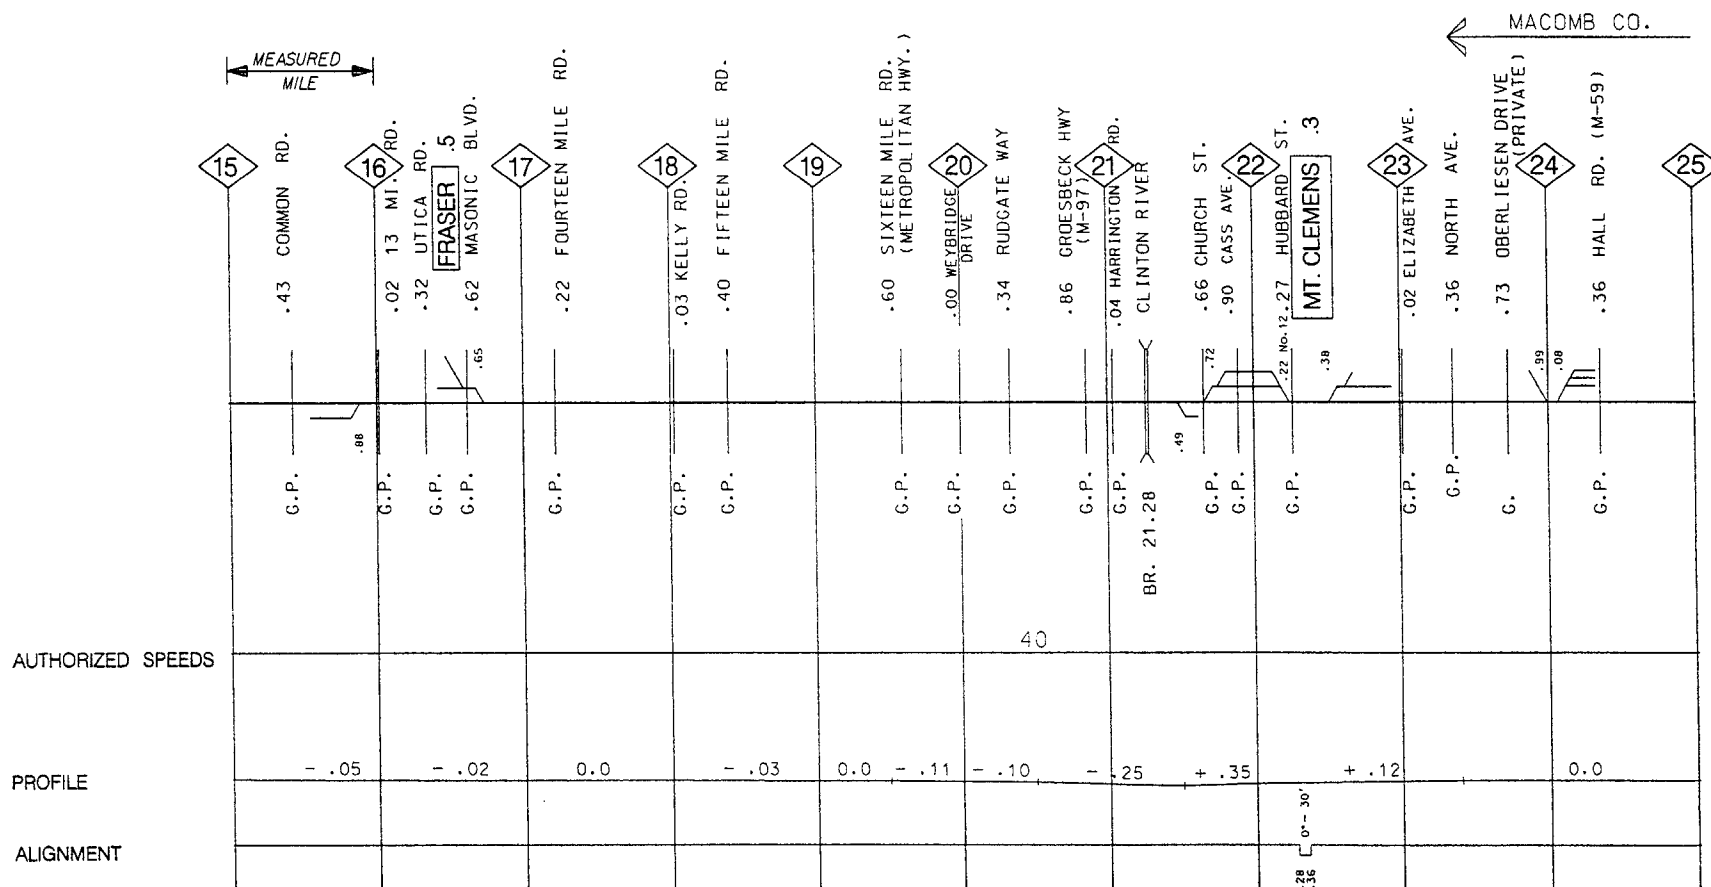 MACOMB CO.
MEASURED
MILE
15
16
17
18
19
20
21
22
23
24
25
.43 COMMON RD.
.02 13 MI. RD.
.32 UTICA RD.
FRASER .5
.62 MASONIC BLVD.
.22 FOURTEEN MILE RD.
.03 KELLY RD.
.40 FIFTEEN MILE RD.
.60 SIXTEEN MILE RD.
(METROPOLITAN HWY.)
.00 WEYBRIDGE
DRIVE
.34 RUDGATE WAY
.86 GROESBECK HWY
(M-97)
.04 HARRINGTON RD.
CLINTON RIVER
.66 CHURCH ST.
.90 CASS AVE.
.27 HUBBARD ST.
MT. CLEMENS .3
.02 ELIZABETH AVE.
.36 NORTH AVE.
.73 OBERLIESEN DRIVE
(PRIVATE)
.36 HALL RD. (M-59)
.88
.65
.49
.72
.22 No.12
.38
.99
.08
G.P.
G.P.
G.P.
G.P.
G.P.
G.P.
G.P.
G.P.
G.P.
G.P.
G.P.
G.P.
BR. 21.28
G.P.
G.P.
G.P.
G.P.
G.P.
G.
G.P.
AUTHORIZED SPEEDS
40
PROFILE
- .05
- .02
0.0
- .03
0.0
- .11
- .10
- .25
+ .35
+ .12
0.0
ALIGNMENT
0°- 30'
.28
.36